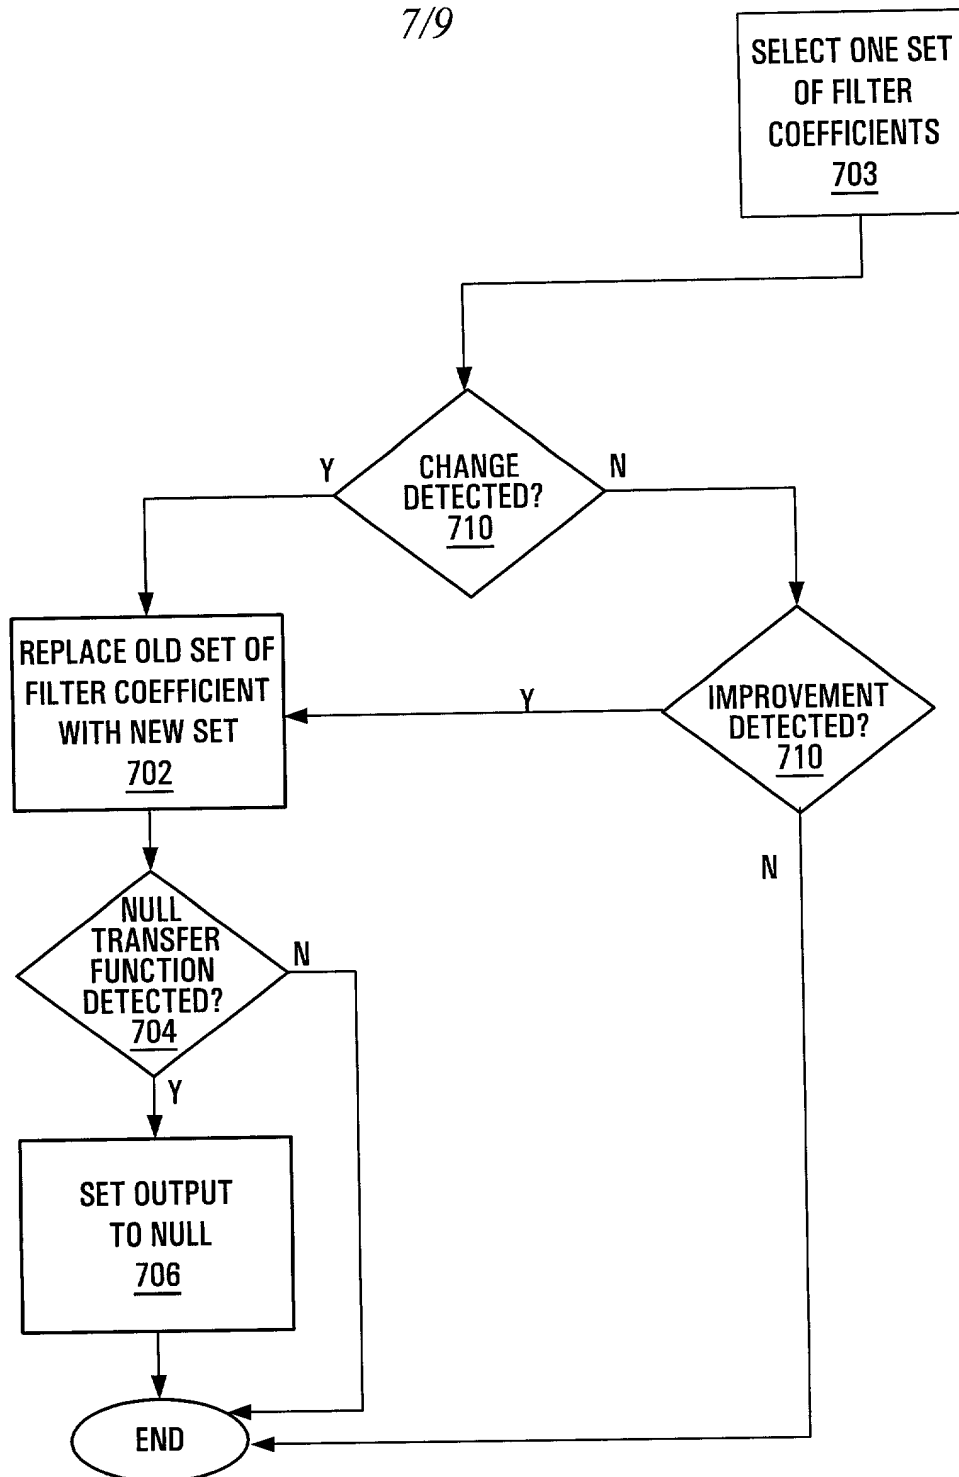 7/9
SELECT ONE SET
OF FILTER
COEFFICIENTS
703
Y
CHANGE
DETECTED?
710
N
REPLACE OLD SET OF
FILTER COEFFICIENT
WITH NEW SET
702
Y
IMPROVEMENT
DETECTED?
710
N
NULL
TRANSFER
FUNCTION
DETECTED?
704
N
Y
SET OUTPUT
TO NULL
706
END